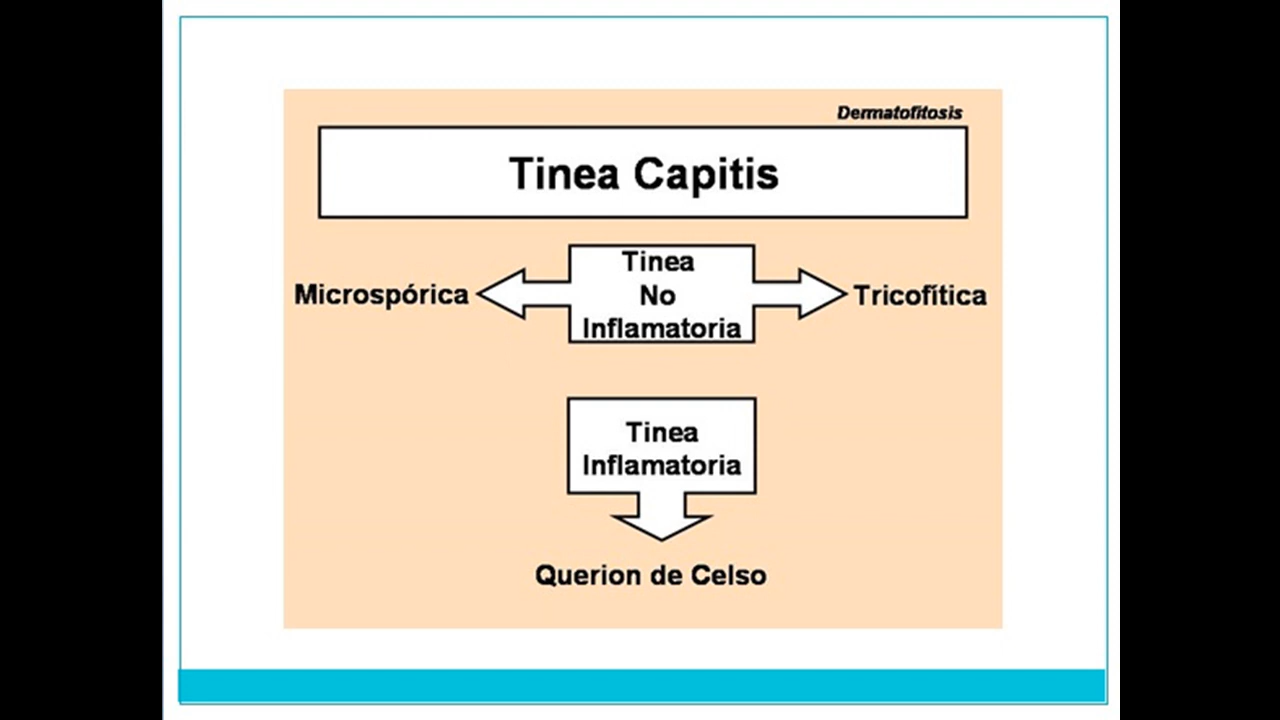 Dermatofitosis
Tinea Capitis
Tinea
No
Inflamatoria
Microspórica
Tricofítica
Tinea
Inflamatoria
Querion de Celso